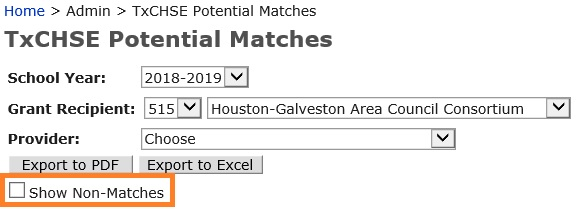 Home > Admin > TxCHSE Potential Matches
TxCHSE Potential Matches
School Year: 2018-2019
Grant Recipient: 515 Houston-Galveston Area Council Consortium
Provider: Choose
Export to PDF Export to Excel
Show Non-Matches